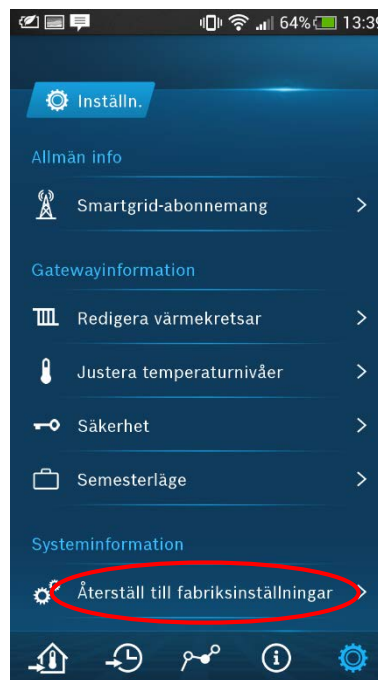 64% 13:39
Inställn.
Allmän info
Smartgrid-abonnemang
Gatewayinformation
Redigera värmekretsar
Justera temperaturnivåer
Säkerhet
Semesterläge
Systeminformation
Återställ till fabriksinställningar